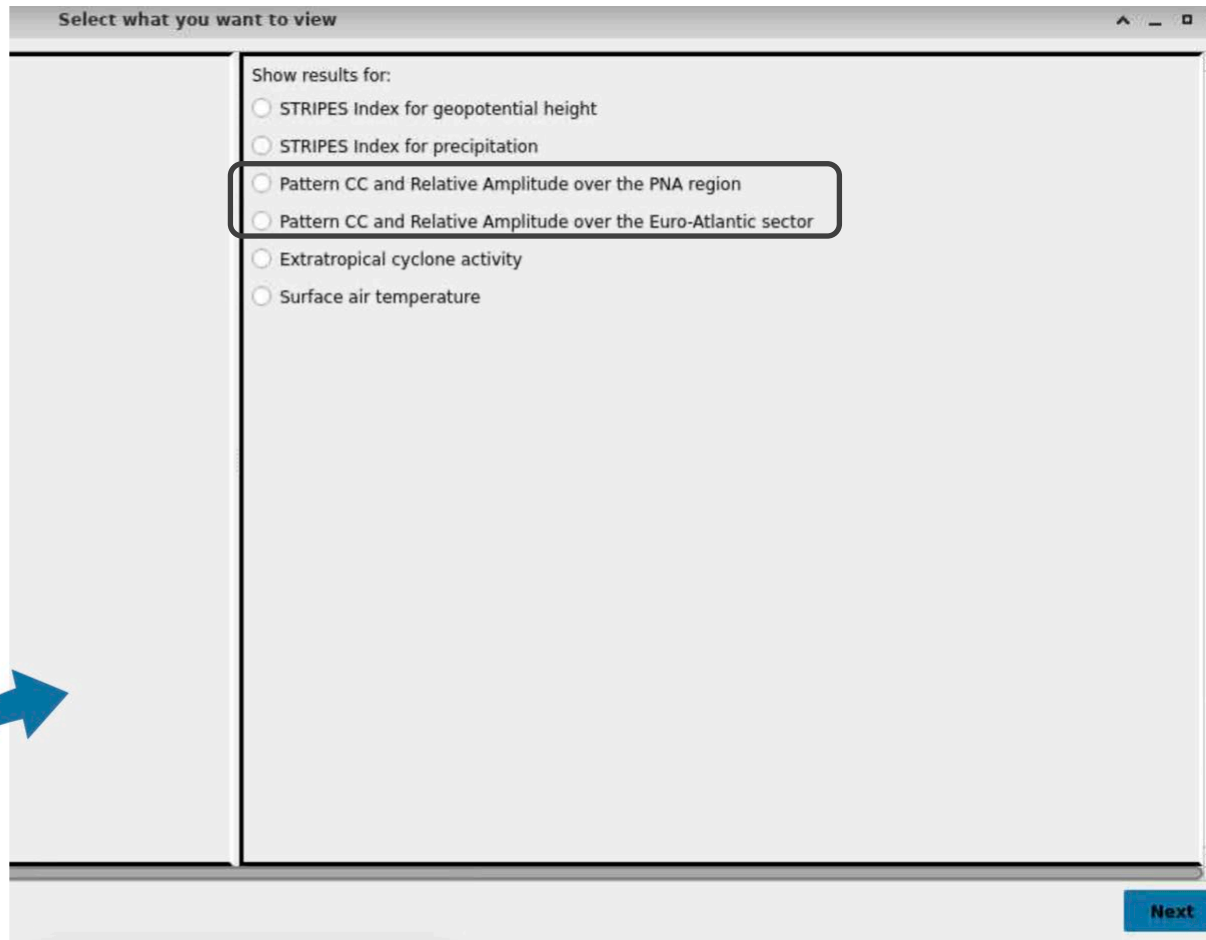 Select what you want to view
Show results for:
STRIPES Index for geopotential height
STRIPES Index for precipitation
Pattern CC and Relative Amplitude over the PNA region
Pattern CC and Relative Amplitude over the Euro-Atlantic sector
Extratropical cyclone activity
Surface air temperature
Next